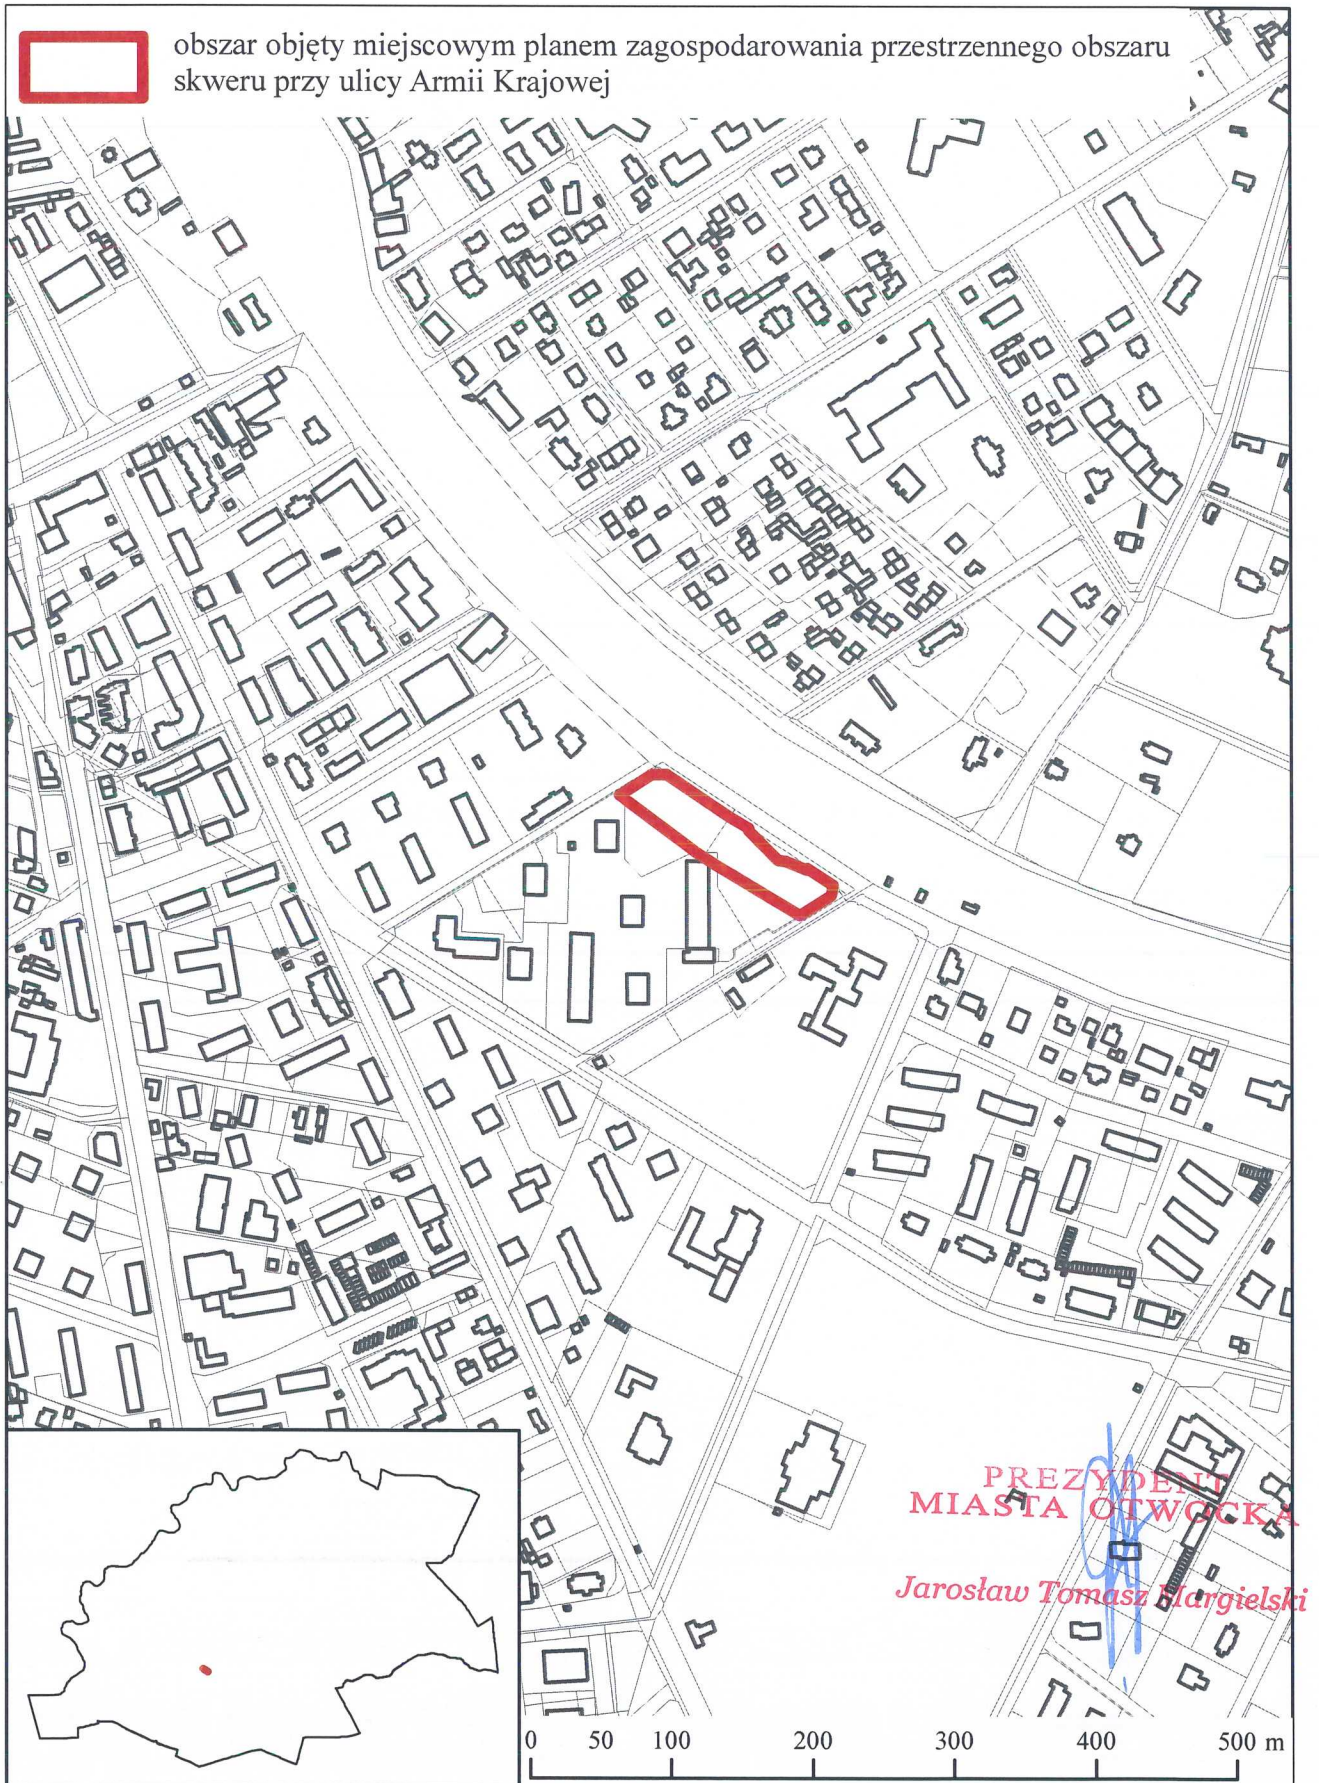 obszar objęty miejscowym planem zagospodarowania przestrzennego obszaru
skweru przy ulicy Armii Krajowej
PREZYDENT
MIASTA OTWOCKA
Jarosław Tomasz Margielski
0 50 100 200 300 400 500 m